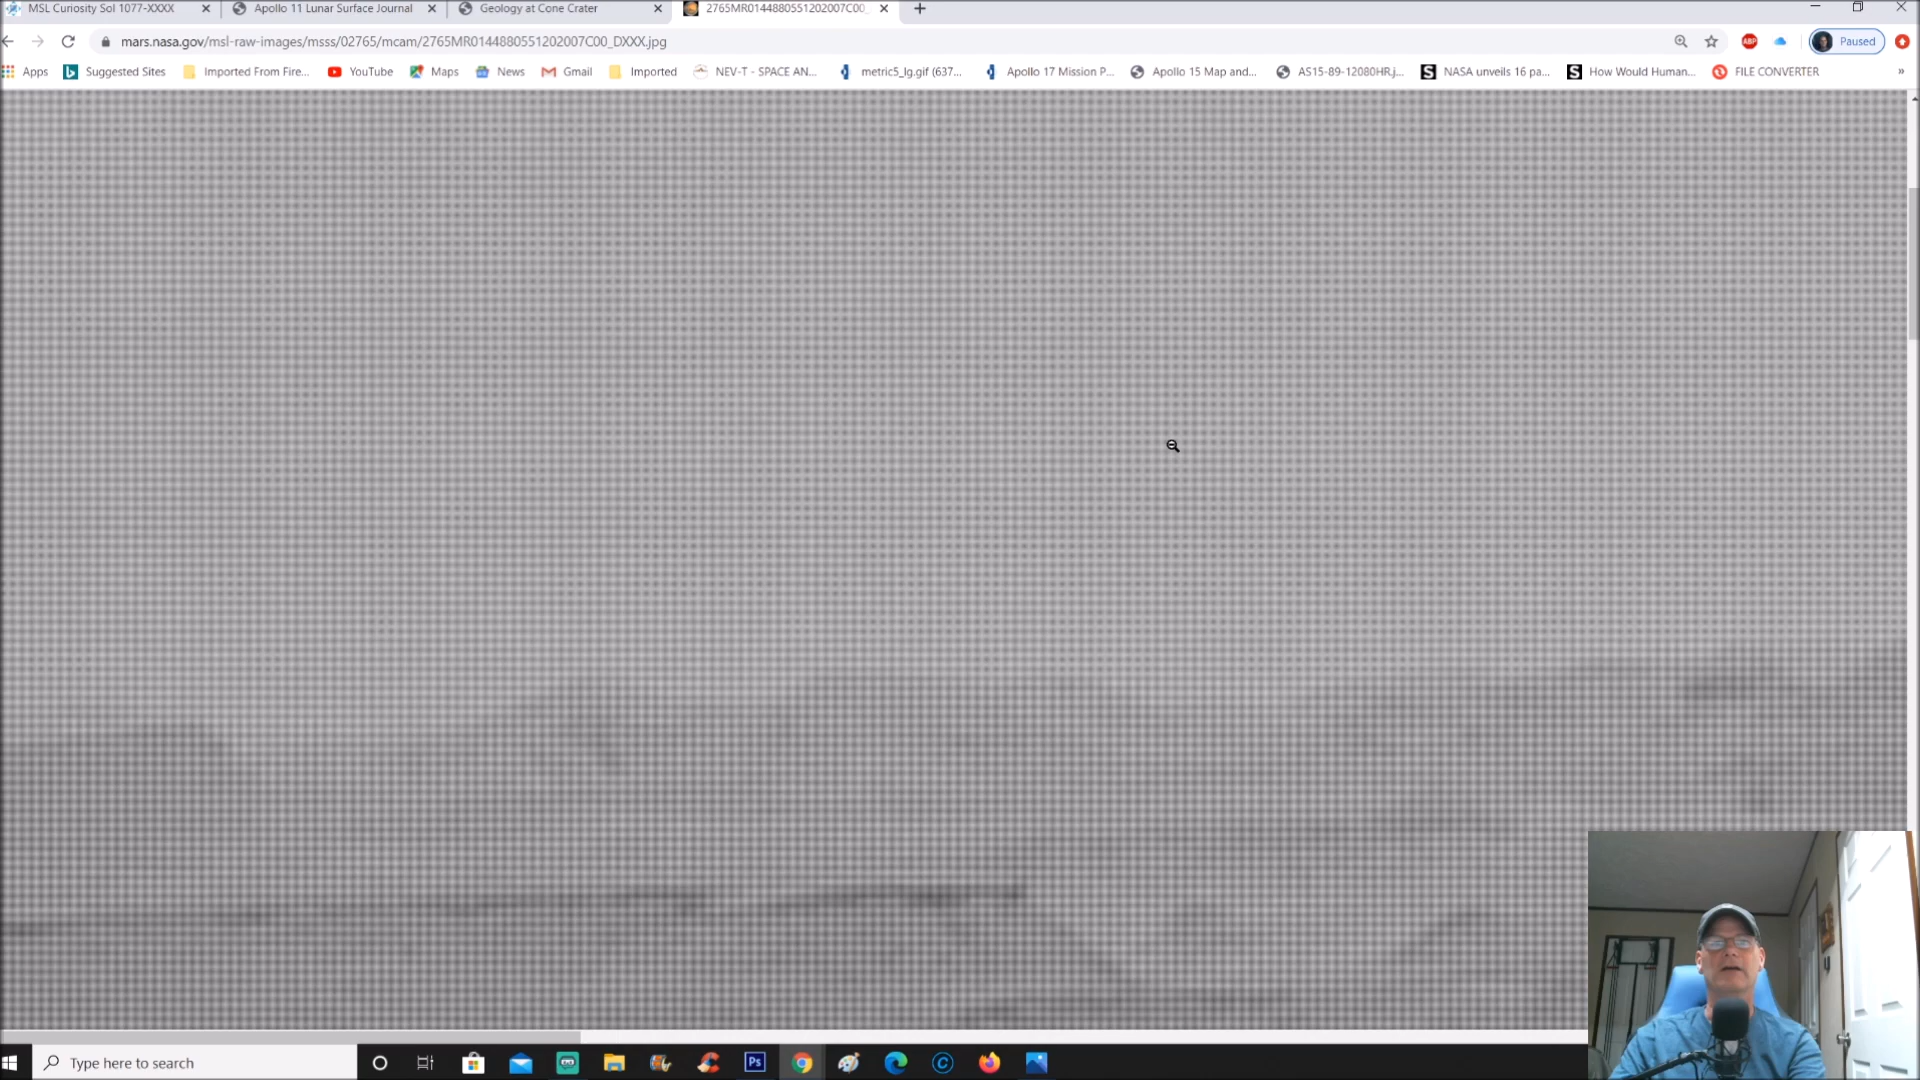 MSL Curiosity Sol 1077-XXXX
Apollo 11 Lunar Surface Journal
Geology at Cone Crater
2765MR0144880551202007C00_
mars.nasa.gov/msl-raw-images/msss/02765/mcam/2765MR0144880551202007C00_DXXX.jpg
ABP
Paused
Apps
Suggested Sites
Imported From Fire...
YouTube
Maps
News
Gmail
Imported
NEV-T - SPACE AN...
metric5_lg.gif (637...
Apollo 17 Mission P...
Apollo 15 Map and...
AS15-89-12080HR.j...
NASA unveils 16 pa...
How Would Human...
FILE CONVERTER
Type here to search
Ps